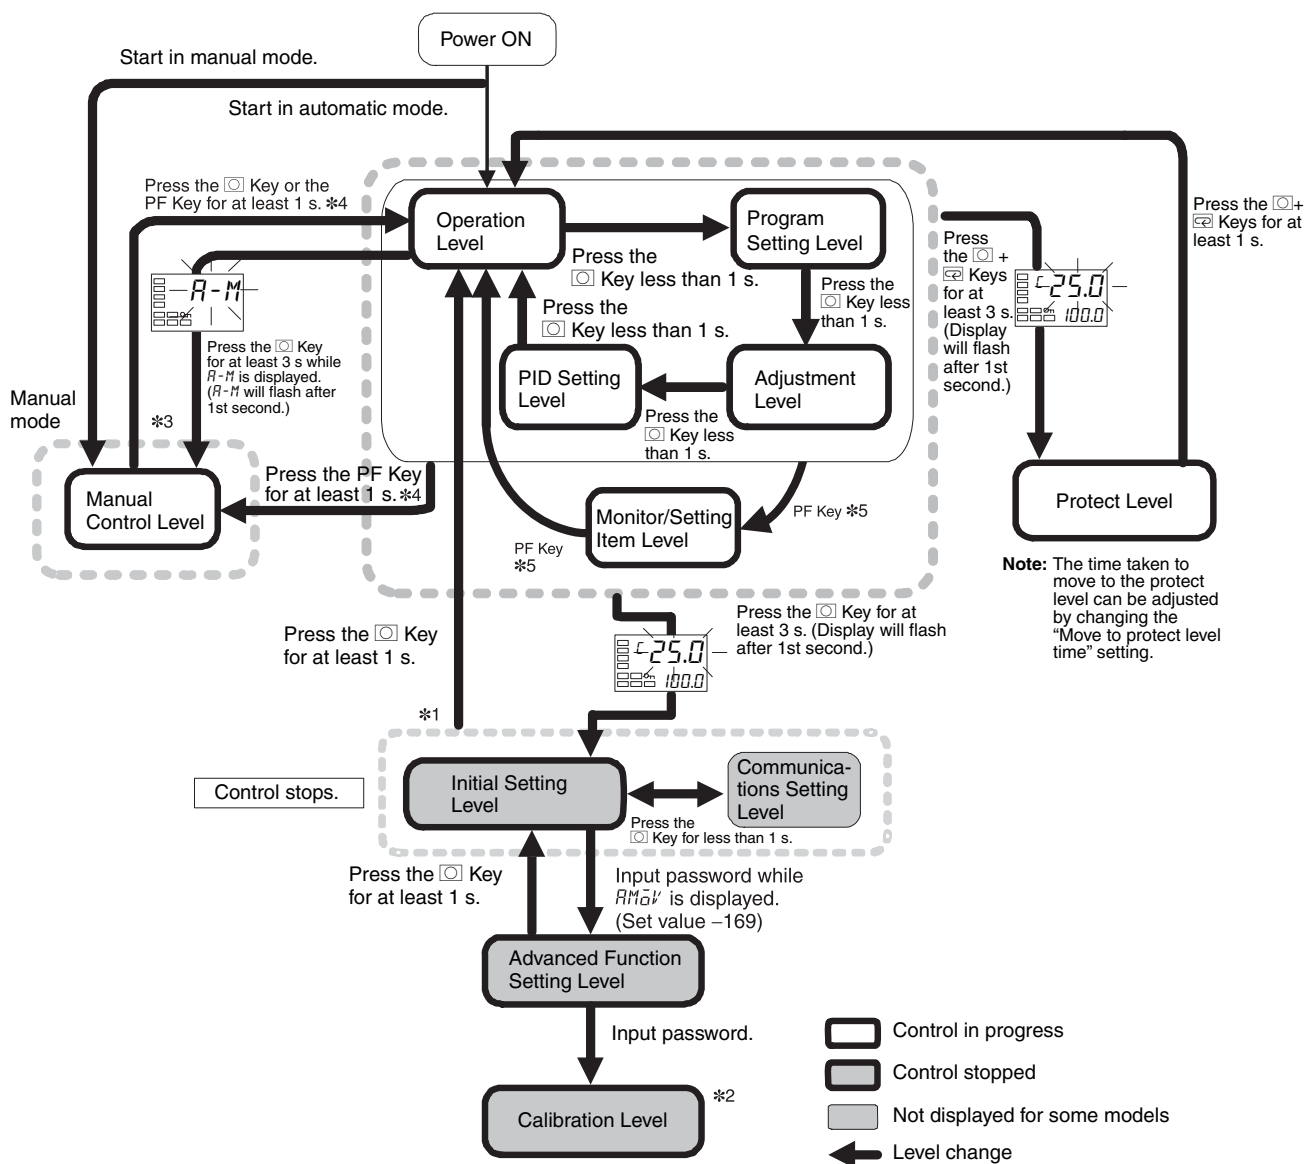 Power ON
Start in manual mode.
Start in automatic mode.
Press the Key or the
PF Key for at least 1 s. *4
Operation
Level
Program
Setting Level
Press the
Key less than 1 s.
Press the
Key less than 1 s.
Press the
Key less
than 1 s.
A-M
Press the Key
for at least 3 s while
A-M is displayed.
(A-M will flash after
1st second.)
PID Setting
Level
Adjustment
Level
Press the
Key less
than 1 s.
Press
the +
Keys
for at
least 3 s.
(Display
will flash
after 1st
second.)
C 25.0
100.0
Press the +
Keys for at
least 1 s.
Manual
mode
*3
Manual
Control Level
Press the PF Key
for at least 1 s. *4
Monitor/Setting
Item Level
PF Key *5
PF Key
*5
Protect Level
Note: The time taken to
move to the protect
level can be adjusted
by changing the
“Move to protect level
time” setting.
Press the Key
for at least 1 s.
Press the Key for at
least 3 s. (Display will flash
after 1st second.)
C 25.0
100.0
*1
Control stops.
Initial Setting
Level
Communica-
tions Setting
Level
Press the
Key for less than 1 s.
Press the Key
for at least 1 s.
Input password while
AMoV is displayed.
(Set value −169)
Advanced Function
Setting Level
Input password.
Calibration Level
*2
Control in progress
Control stopped
Not displayed for some models
Level change